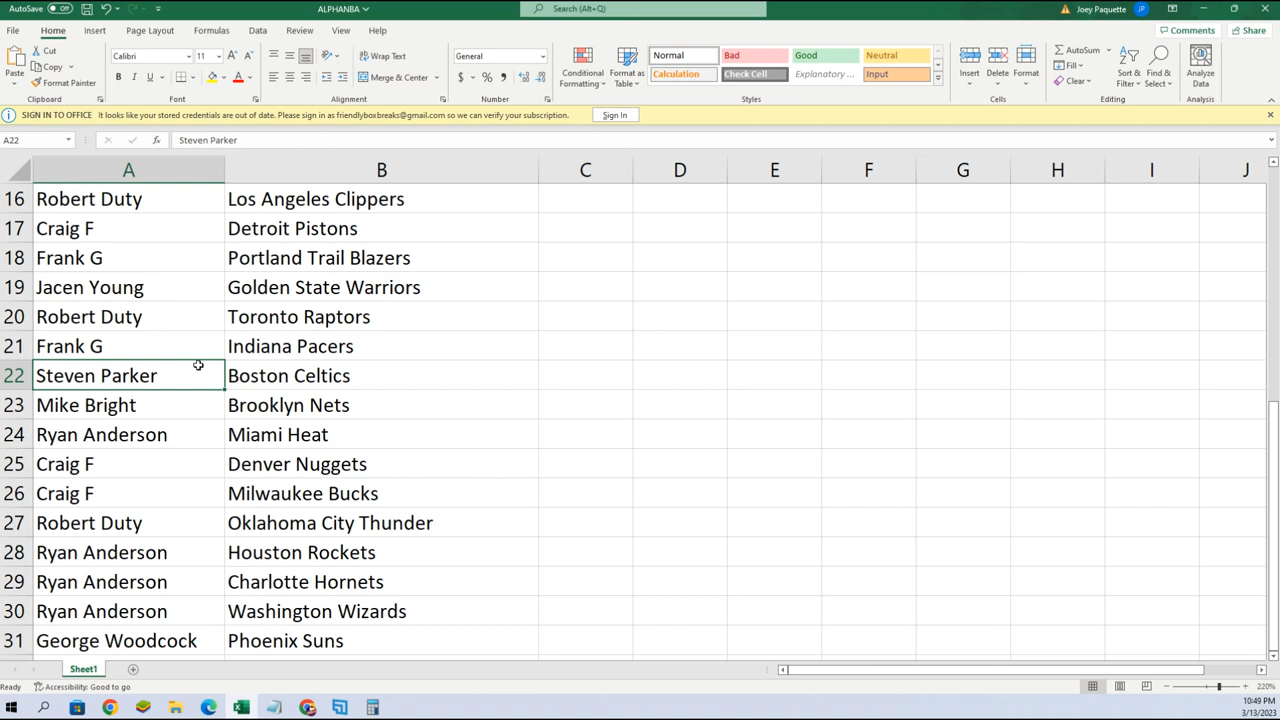 AutoSave Off ALPHANBA Search (Alt+Q) Joey Paquette JP
File Home Insert Page Layout Formulas Data Review View Help Comments Share
Paste Cut Copy Format Painter Clipboard
Calibri 11 A A B I U A Font
Wrap Text Merge & Center Alignment
General $ % , Number
Conditional Formatting Format as Table
Normal Bad Good Neutral
Calculation Check Cell Explanatory ... Input
Styles
Insert Delete Format Cells
AutoSum Fill Clear Sort & Filter Find & Select Editing
Analyze Data Analysis
SIGN IN TO OFFICE It looks like your stored credentials are out of date. Please sign in as friendlyboxbreaks@gmail.com so we can verify your subscription. Sign In
A22 fx Steven Parker
A B C D E F G H I J
16 Robert Duty Los Angeles Clippers
17 Craig F Detroit Pistons
18 Frank G Portland Trail Blazers
19 Jacen Young Golden State Warriors
20 Robert Duty Toronto Raptors
21 Frank G Indiana Pacers
22 Steven Parker Boston Celtics
23 Mike Bright Brooklyn Nets
24 Ryan Anderson Miami Heat
25 Craig F Denver Nuggets
26 Craig F Milwaukee Bucks
27 Robert Duty Oklahoma City Thunder
28 Ryan Anderson Houston Rockets
29 Ryan Anderson Charlotte Hornets
30 Ryan Anderson Washington Wizards
31 George Woodcock Phoenix Suns
Sheet1
Ready Accessibility: Good to go 220%
10:49 PM
3/13/2023